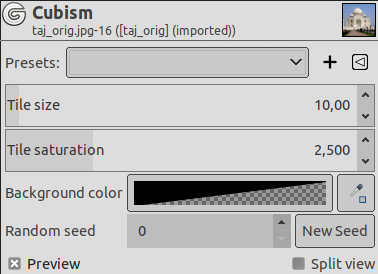 Cubism
taj_orig.jpg-16 ([taj_orig] (imported))
Presets:
Tile size 10,00
Tile saturation 2,500
Background color
Random seed 0 New Seed
Preview Split view